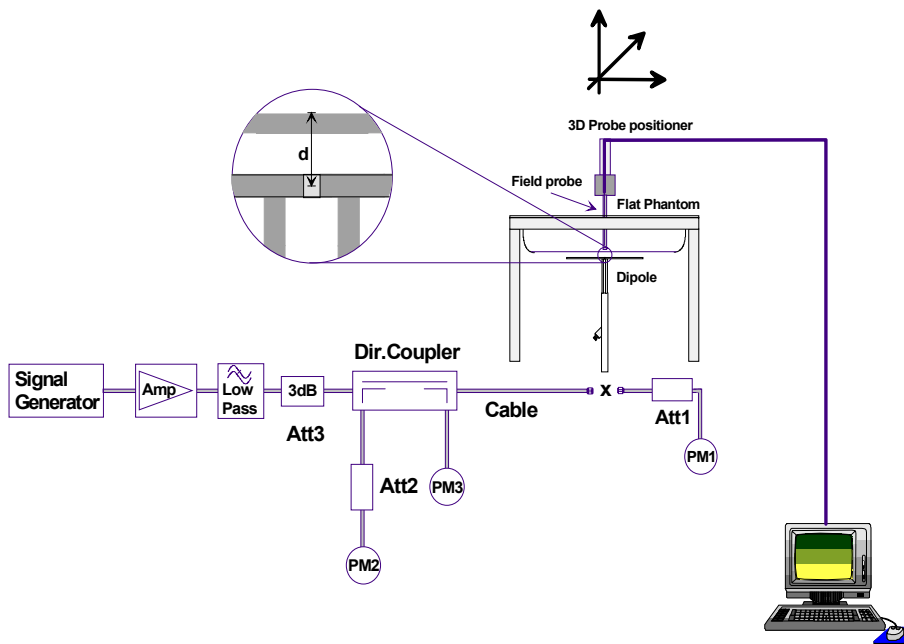 3D Probe positioner
d
Field probe
Flat Phantom
Dipole
Dir.Coupler
Signal
Generator
Amp
Low
Pass
3dB
Cable
x
Att1
Att3
PM1
Att2
PM3
PM2